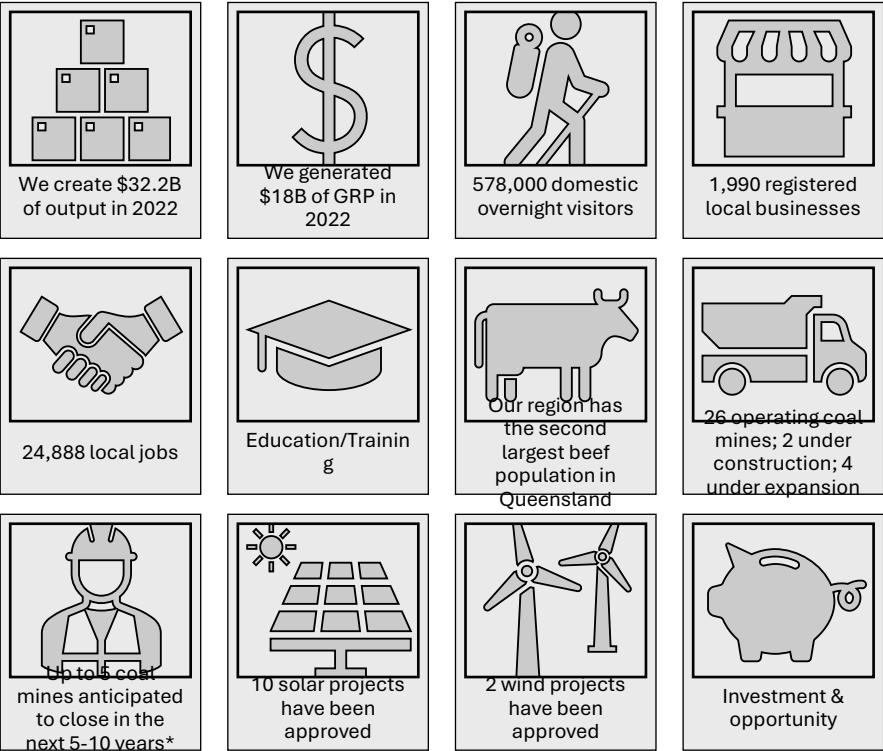 We create $32.2B
of output in 2022
We generated
$18B of GRP in
2022
578,000 domestic
overnight visitors
1,990 registered
local businesses
24,888 local jobs
Education/Trainin
g
Our region has
the second
largest beef
population in
Queensland
26 operating coal
mines; 2 under
construction; 4
under expansion
Up to 5 coal
mines anticipated
to close in the
next 5-10 years*
10 solar projects
have been
approved
2 wind projects
have been
approved
Investment &
opportunity